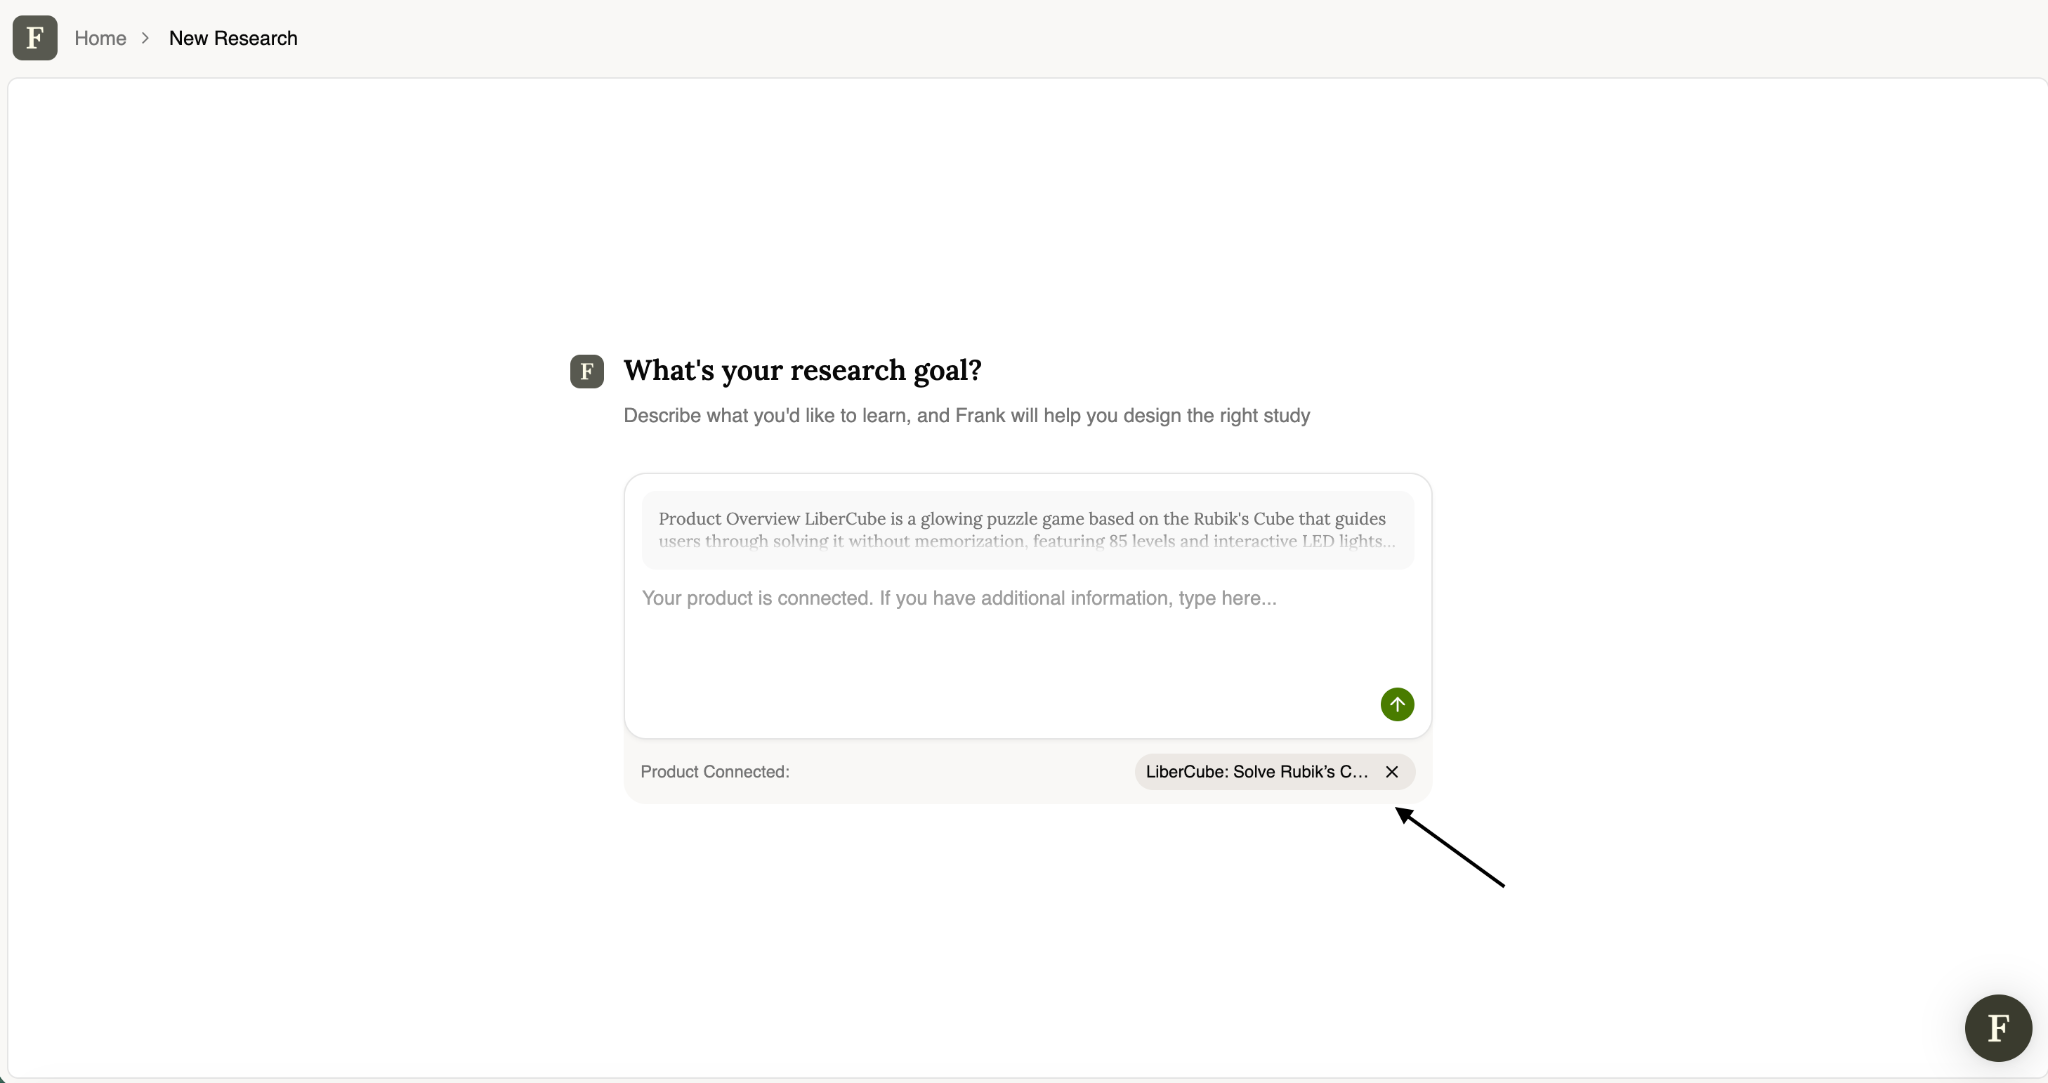 F Home > New Research
F What's your research goal?
Describe what you'd like to learn, and Frank will help you design the right study
Product Overview LiberCube is a glowing puzzle game based on the Rubik's Cube that guides
users through solving it without memorization, featuring 85 levels and interactive LED lights...
Your product is connected. If you have additional information, type here...
Product Connected: LiberCube: Solve Rubik’s C...
F